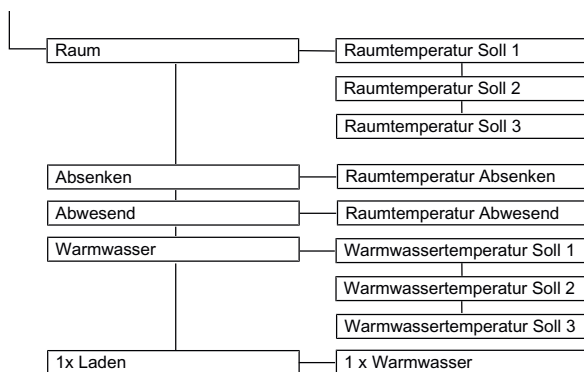 Raum
Raumtemperatur Soll 1
Raumtemperatur Soll 2
Raumtemperatur Soll 3
Absenken
Raumtemperatur Absenken
Abwesend
Raumtemperatur Abwesend
Warmwasser
Warmwassertemperatur Soll 1
Warmwassertemperatur Soll 2
Warmwassertemperatur Soll 3
1x Laden
1 x Warmwasser